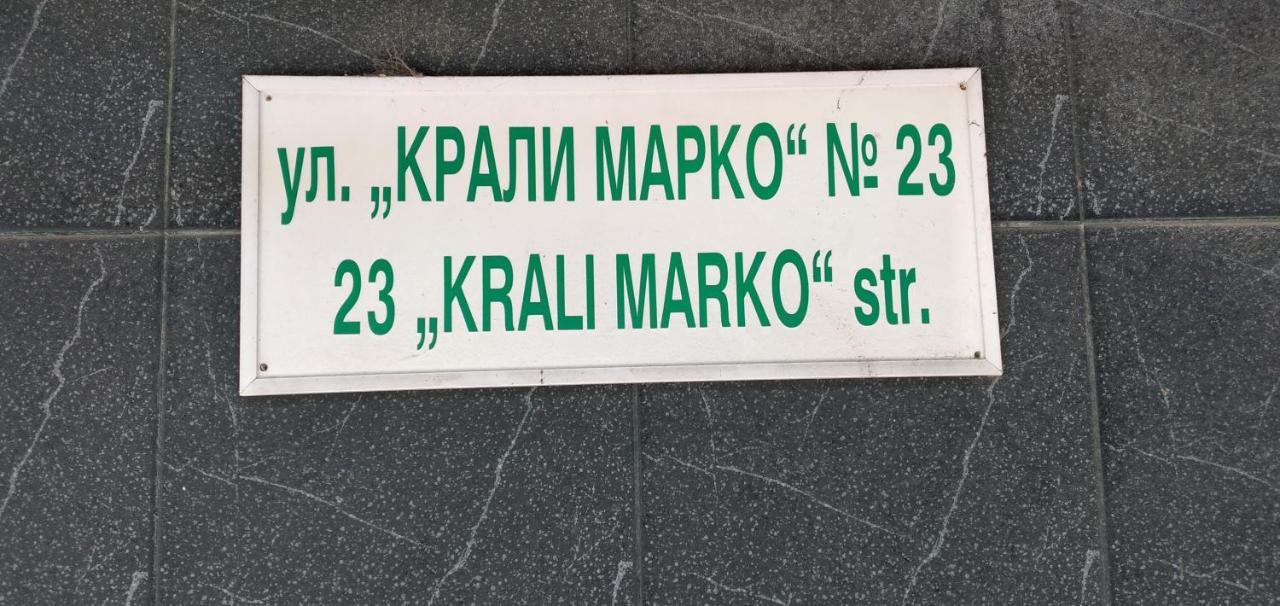 ул. „КРАЛИ МАРКО“ № 23
23 „KRALI MARKO“ str.